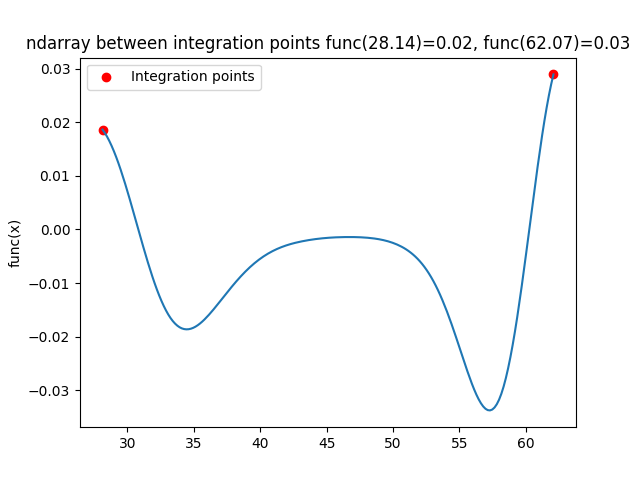 ndarray between integration points func(28.14)=0.02, func(62.07)=0.03
Integration points
func(x)
0.03
0.02
0.01
0.00
−0.01
−0.02
−0.03
30 35 40 45 50 55 60